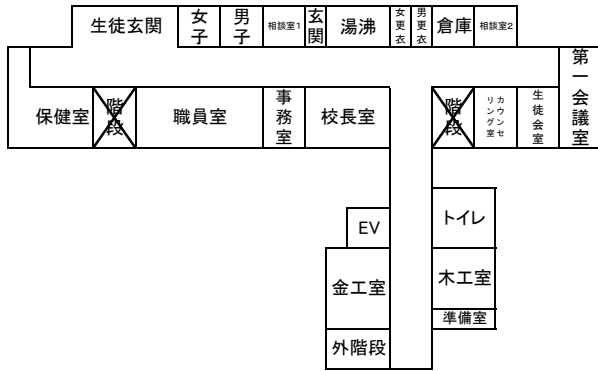 生徒玄関
女子
男子
相談室1
玄関
湯沸
女更衣
男更衣
倉庫
相談室2
第一会議室
保健室
階段
職員室
事務室
校長室
階段
カウンセリング室
生徒会室
トイレ
EV
木工室
金工室
準備室
外階段